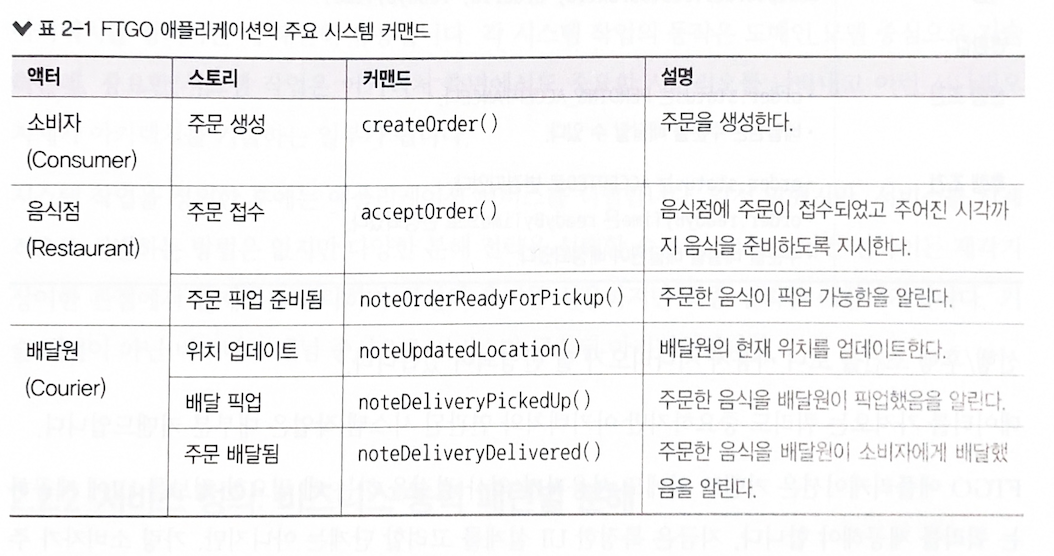 표 2-1 FTGO 애플리케이션의 주요 시스템 커맨드
액터 스토리 커맨드 설명
소비자 주문 생성 createOrder() 주문을 생성한다.
(Consumer)
음식점 주문 접수 acceptOrder() 음식점에 주문이 접수되었고 주어진 시각까
(Restaurant) 지 음식을 준비하도록 지시한다.
주문 픽업 준비됨 noteOrderReadyForPickup() 주문한 음식이 픽업 가능함을 알린다.
배달원 위치 업데이트 noteUpdatedLocation() 배달원의 현재 위치를 업데이트한다.
(Courier)
배달 픽업 noteDeliveryPickedUp() 주문한 음식을 배달원이 픽업했음을 알린다.
주문 배달됨 noteDeliveryDelivered() 주문한 음식을 배달원이 소비자에게 배달했
음을 알린다.